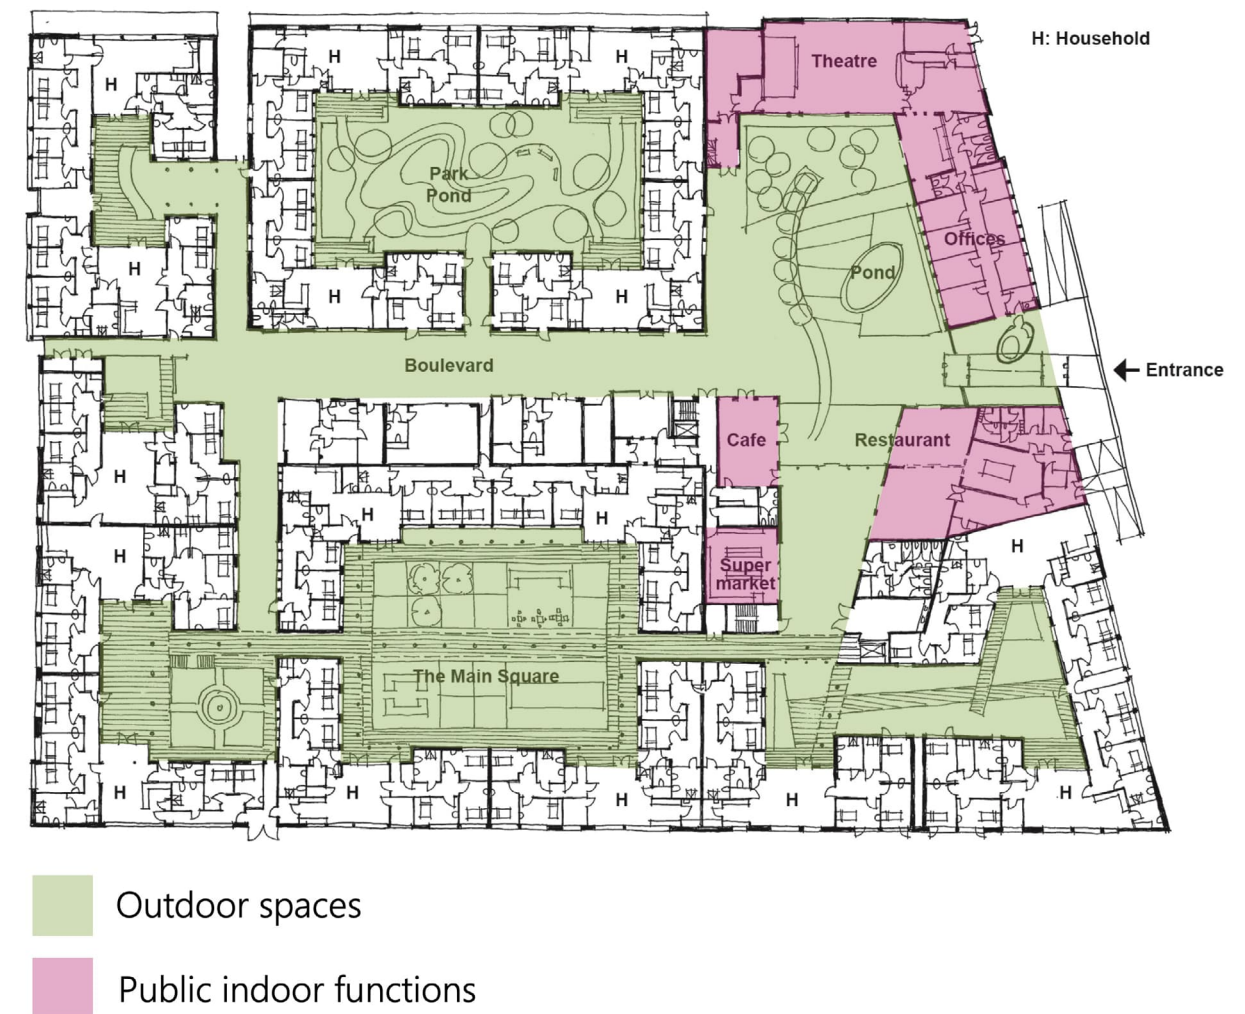 H: Household
Theatre
H
H
H
H
Park
Pond
Offices
H
Pond
H
H
Boulevard
Entrance
Cafe
Restaurant
H
H
H
H
H
Super
market
The Main Square
H
H
H
H
H
Outdoor spaces
Public indoor functions